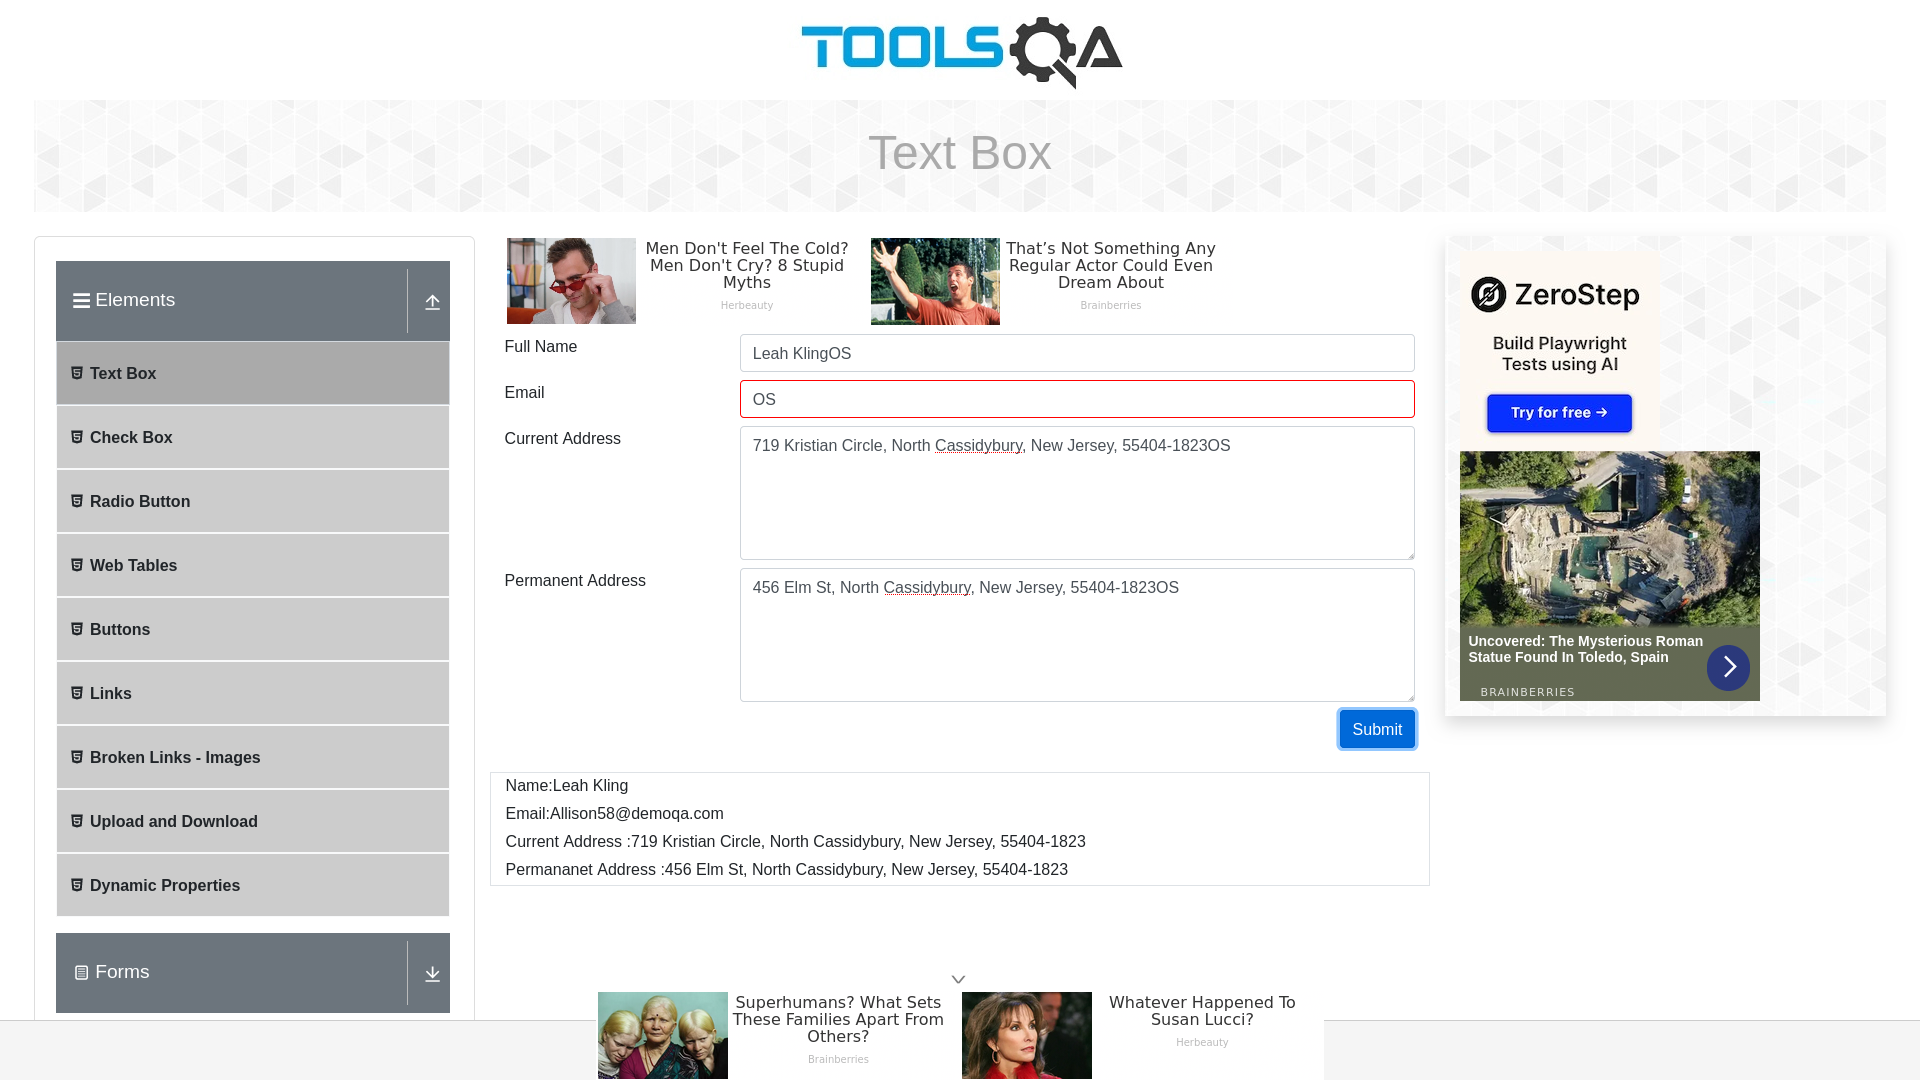 TOOLSQA
Text Box
Elements
Text Box
Check Box
Radio Button
Web Tables
Buttons
Links
Broken Links - Images
Upload and Download
Dynamic Properties
Forms
Men Don't Feel The Cold?
Men Don't Cry? 8 Stupid
Myths
Herbeauty
That’s Not Something Any
Regular Actor Could Even
Dream About
Brainberries
Full Name
Leah KlingOS
Email
OS
Current Address
719 Kristian Circle, North Cassidybury, New Jersey, 55404-1823OS
Permanent Address
456 Elm St, North Cassidybury, New Jersey, 55404-1823OS
Submit
Name:Leah Kling
Email:Allison58@demoqa.com
Current Address :719 Kristian Circle, North Cassidybury, New Jersey, 55404-1823
Permananet Address :456 Elm St, North Cassidybury, New Jersey, 55404-1823
ZeroStep
Build Playwright
Tests using AI
Try for free →
Uncovered: The Mysterious Roman
Statue Found In Toledo, Spain
BRAINBERRIES
Superhumans? What Sets
These Families Apart From
Others?
Brainberries
Whatever Happened To
Susan Lucci?
Herbeauty